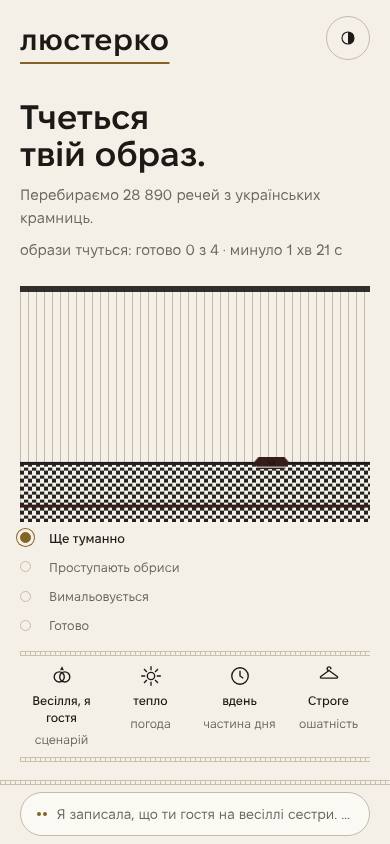 люстерко
Тчеться
твій образ.
Перебираємо 28 890 речей з українських
крамниць.
образи тчуться: готово 0 з 4 · минуло 1 хв 21 с
Ще туманно
Проступають обриси
Вимальовується
Готово
Весілля, я
гостя
сценарій
тепло
погода
вдень
частина дня
Строге
ошатність
Я записала, що ти гостя на весіллі сестри. ...